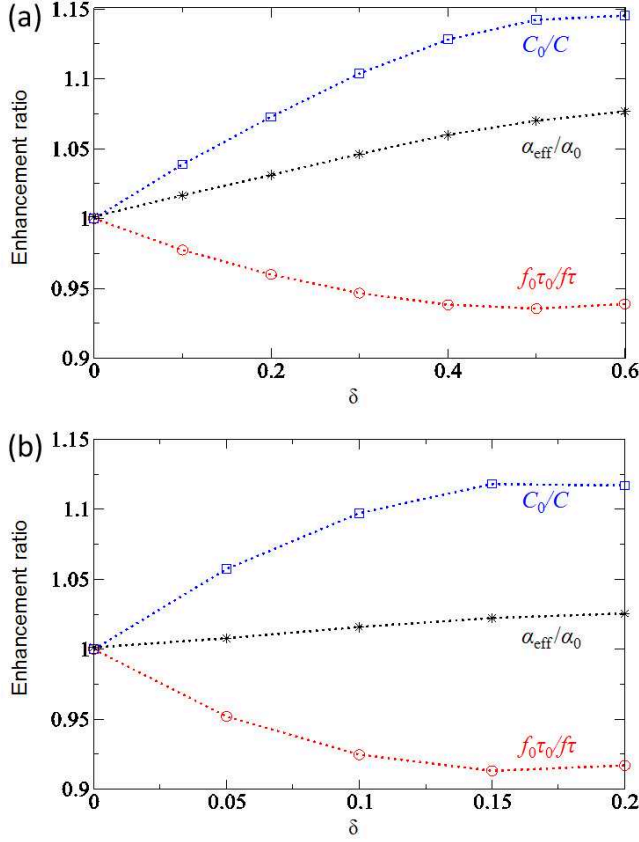 (a)
1.15
1.1
1.05
1
0.95
0.9
Enhancement ratio
C₀/C
α_eff/α₀
f₀τ₀/fτ
0 0.2 0.4 0.6
δ
(b)
1.15
1.1
1.05
1
0.95
0.9
Enhancement ratio
C₀/C
α_eff/α₀
f₀τ₀/fτ
0 0.05 0.1 0.15 0.2
δ